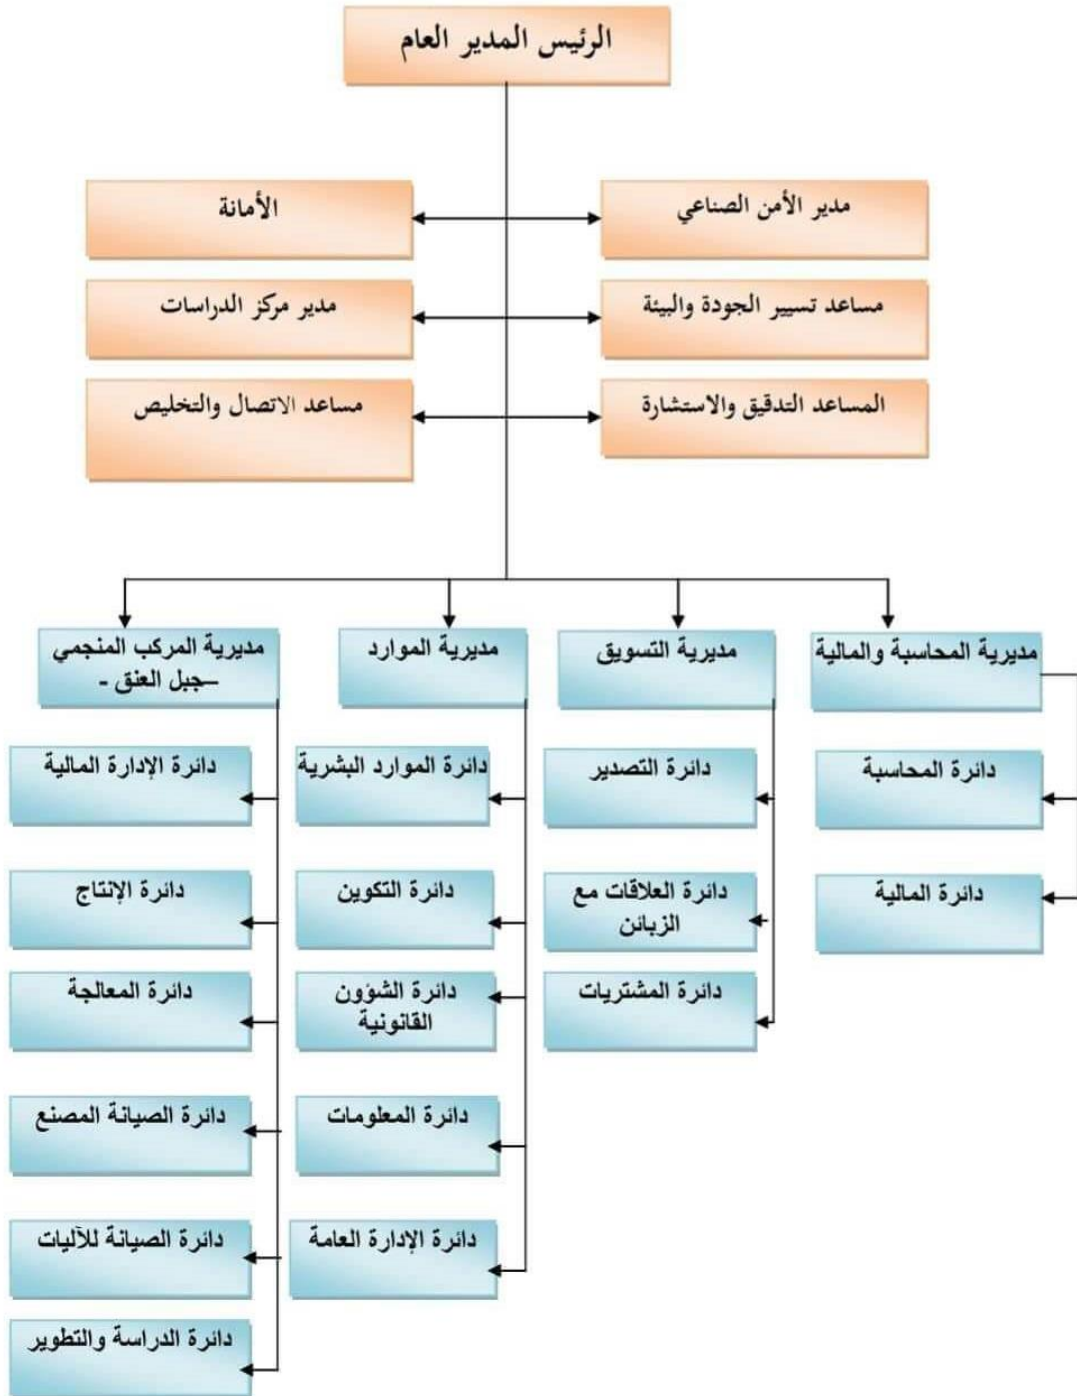 الرئيس المدير العام
مدير الأمن الصناعي
الأمانة
مساعد تسيير الجودة والبيئة
مدير مركز الدراسات
المساعد التدقيق والاستشارة
مساعد الاتصال والتخليص
مديرية المحاسبة والمالية
مديرية التسويق
مديرية الموارد
مديرية المركب المنجمي
–جبل العنق -
دائرة المحاسبة
دائرة التصدير
دائرة الموارد البشرية
دائرة الإدارة المالية
دائرة المالية
دائرة العلاقات مع
الزبائن
دائرة التكوين
دائرة الإنتاج
دائرة المشتريات
دائرة الشؤون
القانونية
دائرة المعالجة
دائرة المعلومات
دائرة الصيانة المصنع
دائرة الإدارة العامة
دائرة الصيانة للآليات
دائرة الدراسة والتطوير